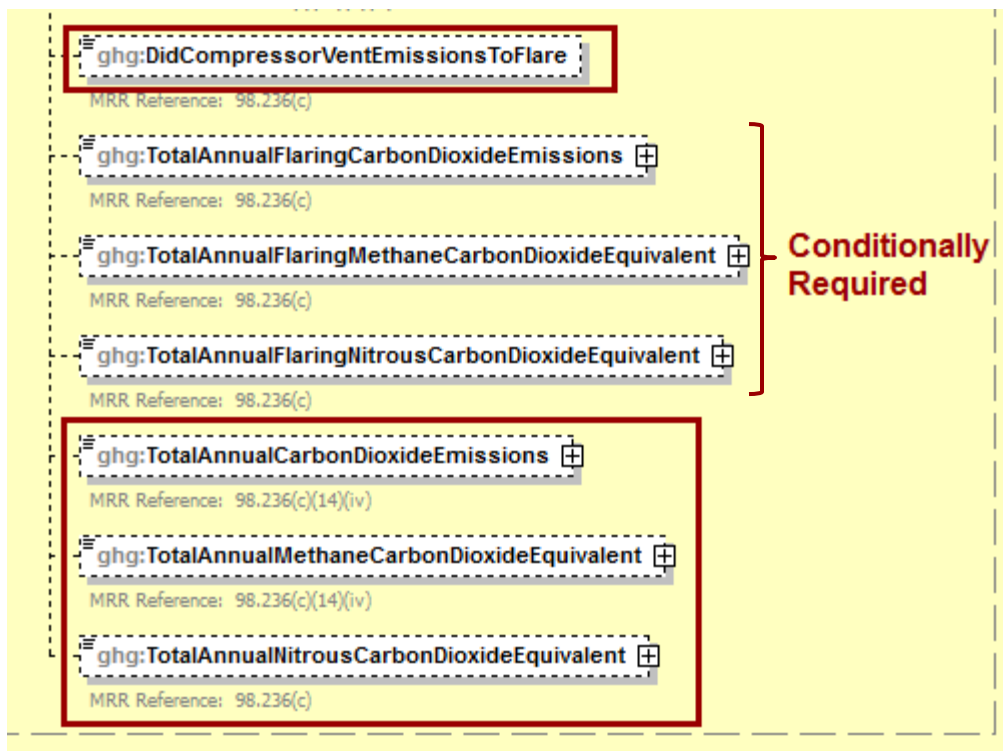 ghg:DidCompressorVentEmissionsToFlare
MRR Reference: 98.236(c)
ghg:TotalAnnualFlaringCarbonDioxideEmissions
MRR Reference: 98.236(c)
ghg:TotalAnnualFlaringMethaneCarbonDioxideEquivalent
MRR Reference: 98.236(c)
Conditionally
Required
ghg:TotalAnnualFlaringNitrousCarbonDioxideEquivalent
MRR Reference: 98.236(c)
ghg:TotalAnnualCarbonDioxideEmissions
MRR Reference: 98.236(c)(14)(iv)
ghg:TotalAnnualMethaneCarbonDioxideEquivalent
MRR Reference: 98.236(c)(14)(iv)
ghg:TotalAnnualNitrousCarbonDioxideEquivalent
MRR Reference: 98.236(c)